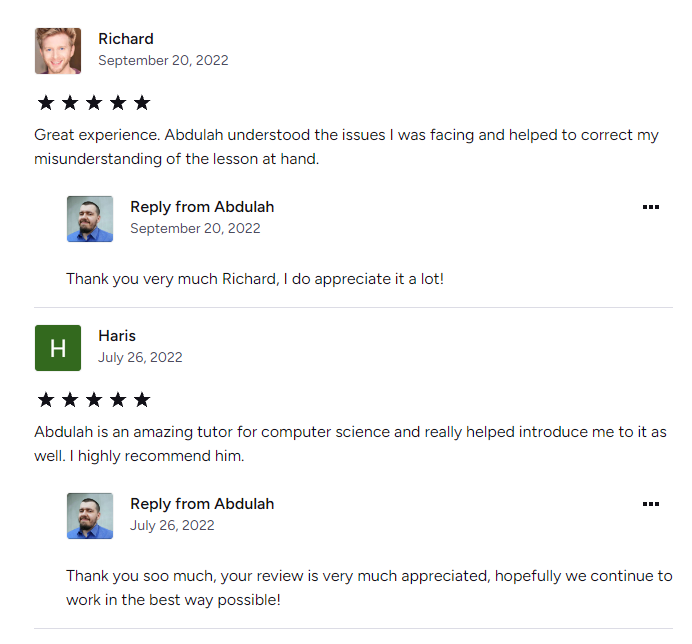 Richard
September 20, 2022
Great experience. Abdulah understood the issues I was facing and helped to correct my
misunderstanding of the lesson at hand.
Reply from Abdulah
September 20, 2022
Thank you very much Richard, I do appreciate it a lot!
H
Haris
July 26, 2022
Abdulah is an amazing tutor for computer science and really helped introduce me to it as
well. I highly recommend him.
Reply from Abdulah
July 26, 2022
Thank you soo much, your review is very much appreciated, hopefully we continue to
work in the best way possible!